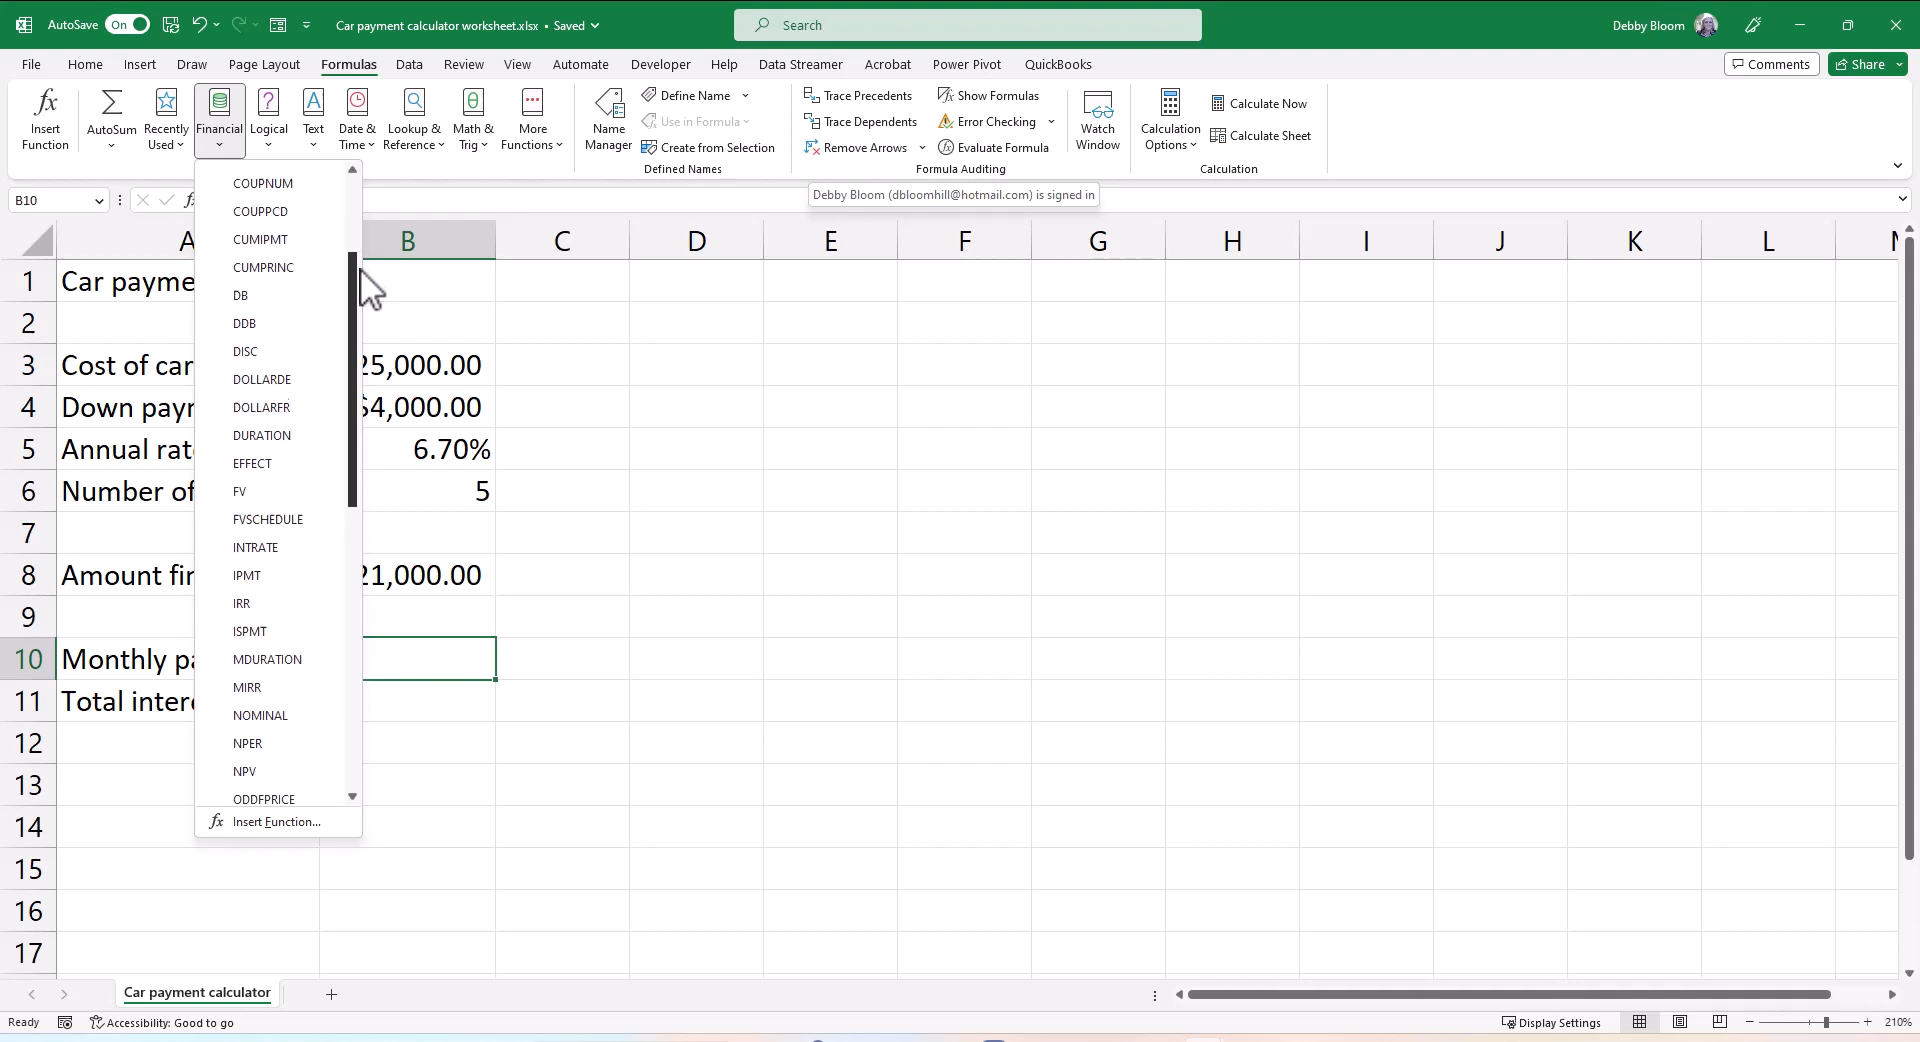 AutoSave On Car payment calculator worksheet.xlsx • Saved Search Debby Bloom
File Home Insert Draw Page Layout Formulas Data Review View Automate Developer Help Data Streamer Acrobat Power Pivot QuickBooks Comments Share
fx Insert Function
AutoSum
Recently Used
Financial
Logical
Text
Date & Time
Lookup & Reference
Math & Trig
More Functions
Name Manager
Define Name
Use in Formula
Create from Selection
Defined Names
Trace Precedents
Trace Dependents
Remove Arrows
Show Formulas
Error Checking
Evaluate Formula
Formula Auditing
Watch Window
Calculation Options
Calculate Now
Calculate Sheet
Calculation
B10
Debby Bloom (dbloomhill@hotmail.com) is signed in
COUPNUM
COUPPCD
CUMIPMT
CUMPRINC
DB
DDB
DISC
DOLLARDE
DOLLARFR
DURATION
EFFECT
FV
FVSCHEDULE
INTRATE
IPMT
IRR
ISPMT
MDURATION
MIRR
NOMINAL
NPER
NPV
ODDFPRICE
fx Insert Function...
A B C D E F G H I J K L
1 Car payme
2
3 Cost of car 25,000.00
4 Down payr $4,000.00
5 Annual rat 6.70%
6 Number of 5
7
8 Amount fir 21,000.00
9
10 Monthly pa
11 Total inter
12
13
14
15
16
17
Car payment calculator
Ready Accessibility: Good to go Display Settings 210%